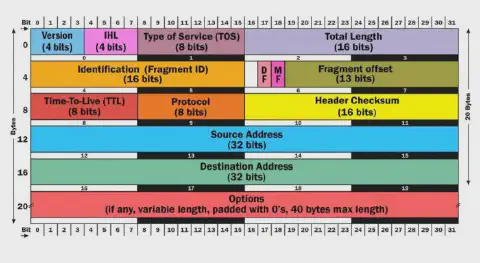 Bit 0 1 2 3 4 5 6 7 8 9 10 11 12 13 14 15 16 17 18 19 20 21 22 23 24 25 26 27 28 29 30 31
0 Version IHL Type of Service (TOS) Total Length
(4 bits) (4 bits) (8 bits) (16 bits)
0 1 2 3
4 Identification (Fragment ID) D M Fragment offset
(16 bits) F F (13 bits)
4 5 6 7
8 Time-To-Live (TTL) Protocol Header Checksum
(8 bits) (8 bits) (16 bits)
8 9 10 11
12 Source Address
(32 bits)
12 13 14 15
16 Destination Address
(32 bits)
16 17 18 19
20 Options
(if any, variable length, padded with 0's, 40 bytes max length)
Bit 0 1 2 3 4 5 6 7 8 9 10 11 12 13 14 15 16 17 18 19 20 21 22 23 24 25 26 27 28 29 30 31
Bytes
20 Bytes